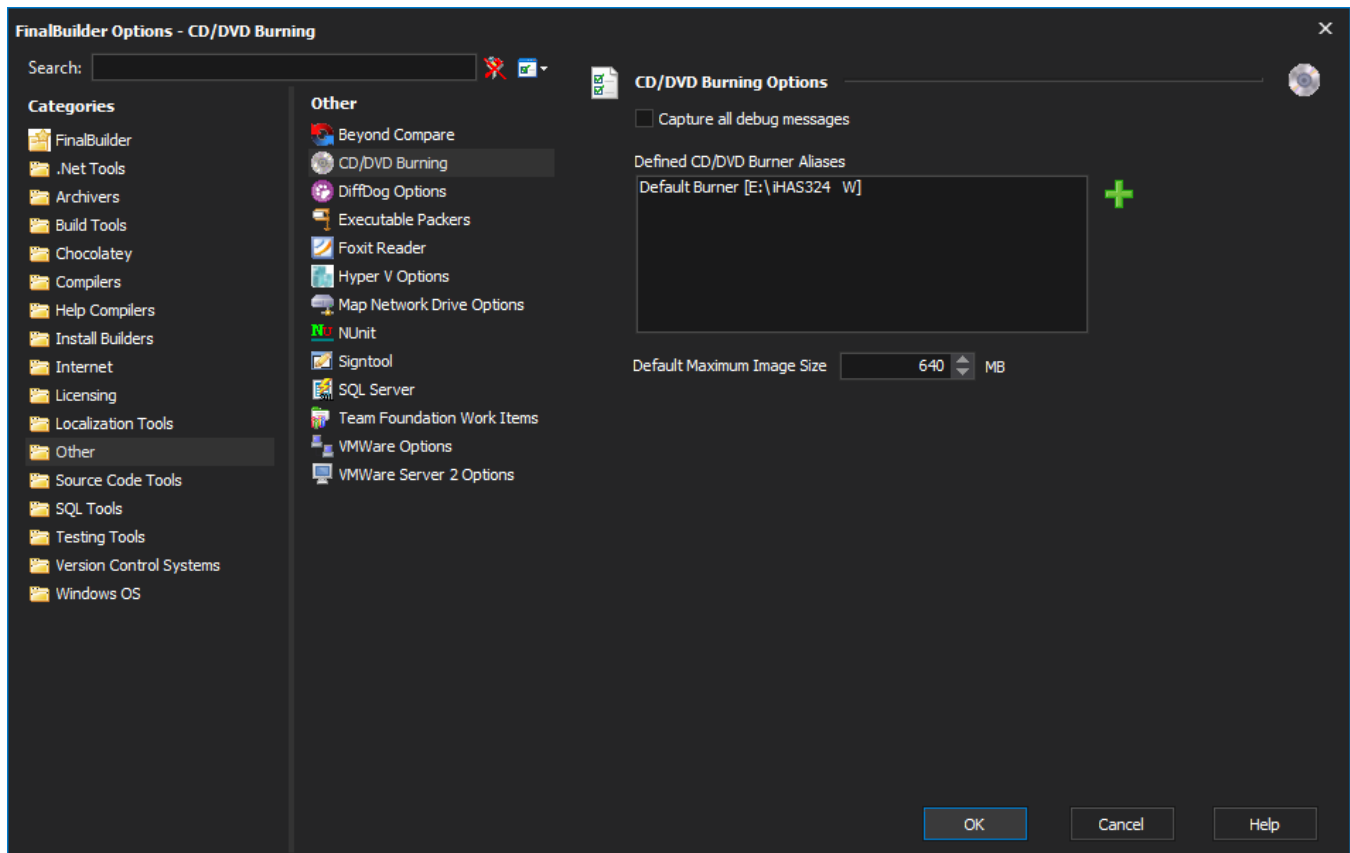 FinalBuilder Options - CD/DVD Burning
Search:
Categories
FinalBuilder
.Net Tools
Archivers
Build Tools
Chocolatey
Compilers
Help Compilers
Install Builders
Internet
Licensing
Localization Tools
Other
Source Code Tools
SQL Tools
Testing Tools
Version Control Systems
Windows OS
Other
Beyond Compare
CD/DVD Burning
DiffDog Options
Executable Packers
Foxit Reader
Hyper V Options
Map Network Drive Options
NUnit
Signtool
SQL Server
Team Foundation Work Items
VMWare Options
VMWare Server 2 Options
CD/DVD Burning Options
Capture all debug messages
Defined CD/DVD Burner Aliases
Default Burner [E:\iHAS324   W]
Default Maximum Image Size 640 MB
OK Cancel Help